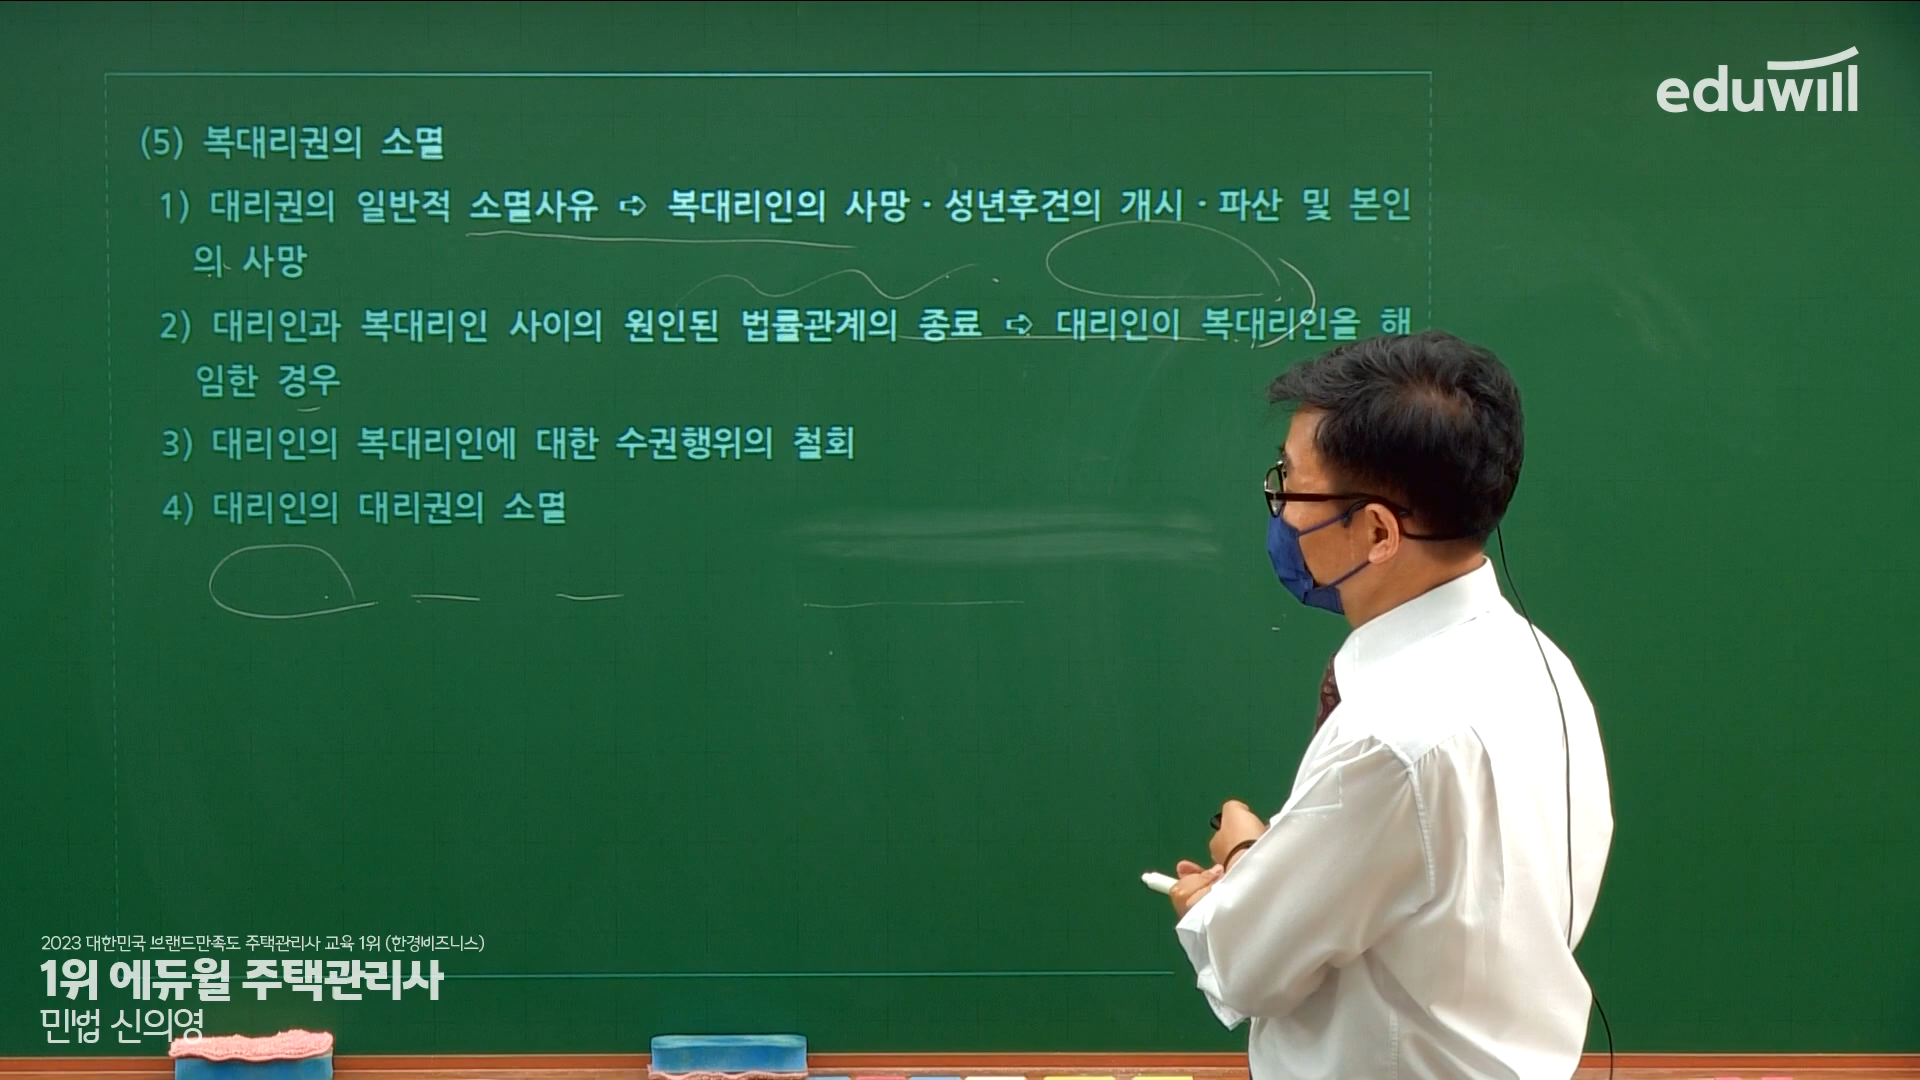 eduwill
(5) 복대리권의 소멸
1) 대리권의 일반적 소멸사유 ➪ 복대리인의 사망 · 성년후견의 개시 · 파산 및 본인
의 사망
2) 대리인과 복대리인 사이의 원인된 법률관계의 종료 ➪ 대리인이 복대리인을 해
임한 경우
3) 대리인의 복대리인에 대한 수권행위의 철회
4) 대리인의 대리권의 소멸
2023 대한민국 브랜드만족도 주택관리사 교육 1위 (한경비즈니스)
1위 에듀윌 주택관리사
민법 신의영